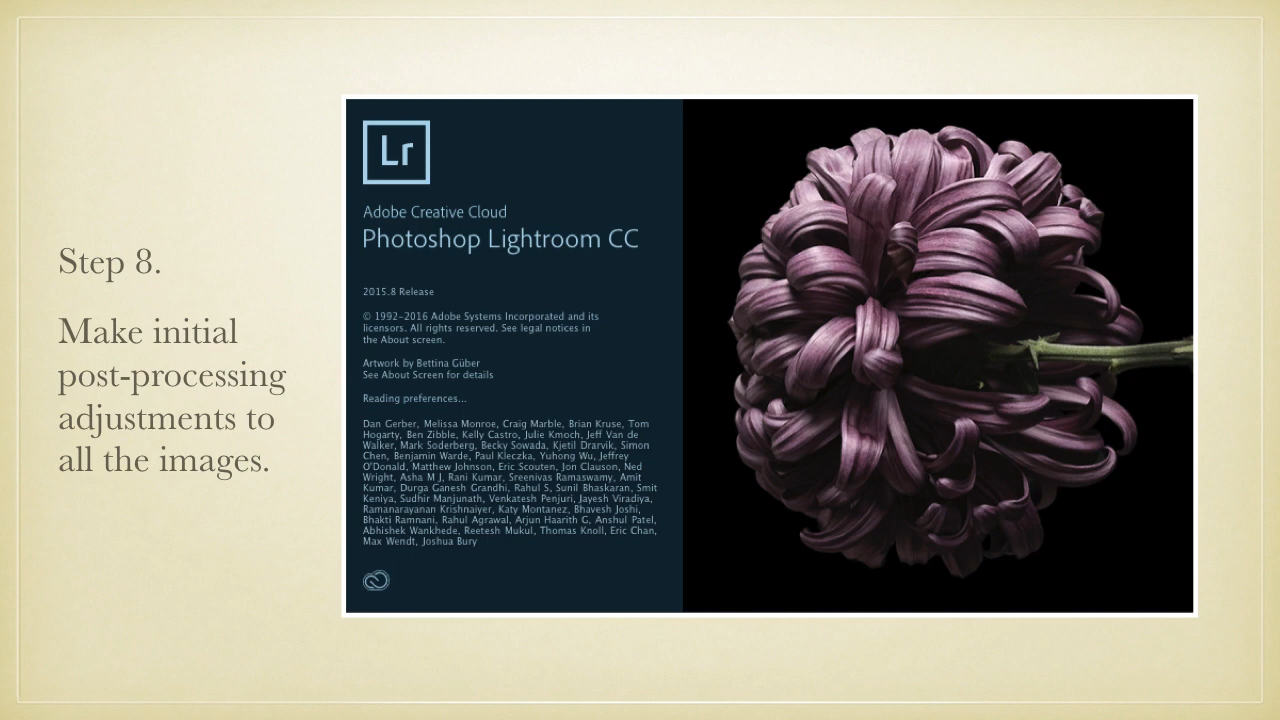 Step 8.
Make initial
post-processing
adjustments to
all the images.
Lr
Adobe Creative Cloud
Photoshop Lightroom CC
2015.8 Release
© 1992-2016 Adobe Systems Incorporated and its
licensors. All rights reserved. See legal notices in
the About screen.
Artwork by Bettina Güber
See About Screen for details
Reading preferences...
Dan Gerber, Melissa Monroe, Craig Marble, Brian Kruse, Tom
Hogarty, Ben Zibble, Kelly Castro, Julie Kmoch, Jeff Van de
Walker, Mark Soderberg, Becky Sowada, Kjetil Drarvik, Simon
Chen, Benjamin Warde, Paul Kleczka, Yuhong Wu, Jeffrey
O'Donald, Matthew Johnson, Eric Scouten, Jon Clauson, Ned
Wright, Asha M J, Rani Kumar, Sreenivas Ramaswamy, Amit
Kumar, Durga Ganesh Grandhi, Rahul S, Sunil Bhaskaran, Smit
Keniya, Sudhir Manjunath, Venkatesh Penjuri, Jayesh Viradiya,
Ramanarayanan Krishnaiyer, Katy Montanez, Bhavesh Joshi,
Bhakti Ramnani, Rahul Agrawal, Arjun Haarith G, Anshul Patel,
Abhishek Wankhede, Reetesh Mukul, Thomas Knoll, Eric Chan,
Max Wendt, Joshua Bury